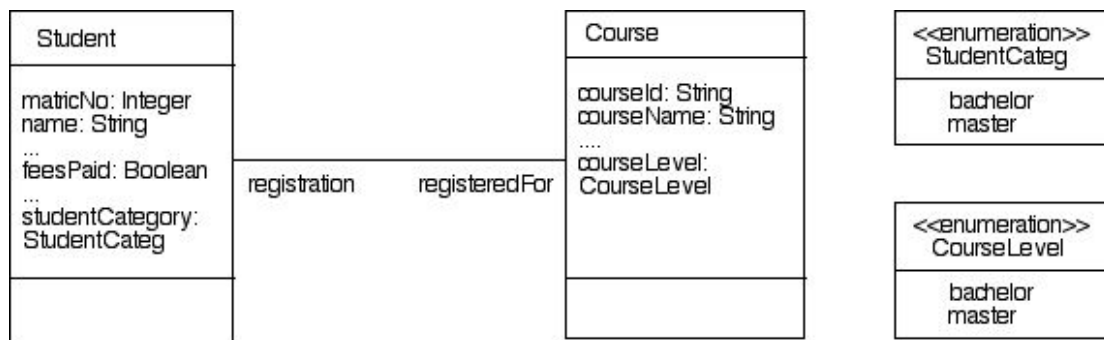 Student
matricNo: Integer
name: String
...
feesPaid: Boolean
...
studentCategory:
StudentCateg
registration
registeredFor
Course
courseId: String
courseName: String
....
courseLevel:
CourseLevel
<<enumeration>>
StudentCateg
bachelor
master
<<enumeration>>
CourseLevel
bachelor
master